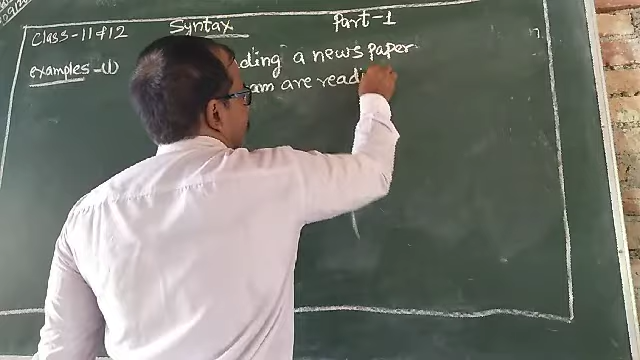 Class-11 & 12 Syntax Part-1
examples-(1) ding a news paper.
am are readi